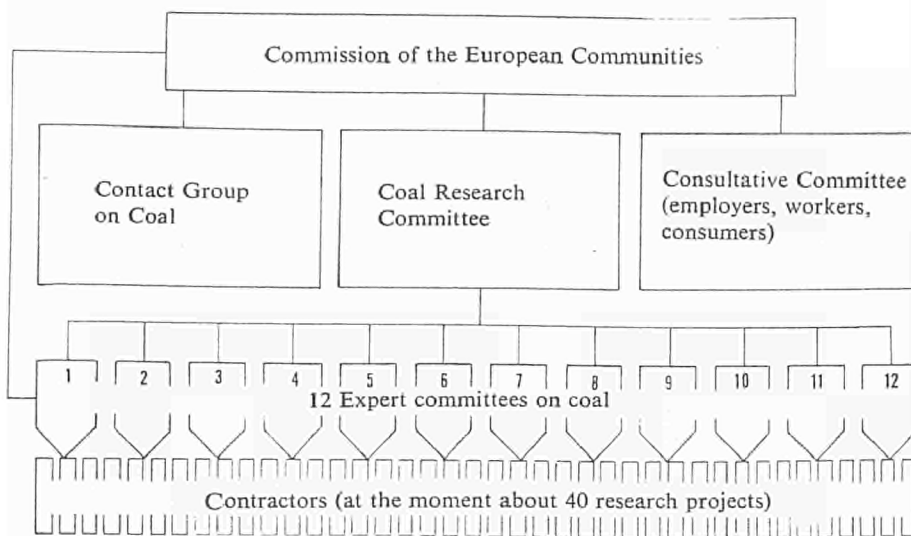 Commission of the European Communities
Contact Group
on Coal
Coal Research
Committee
Consultative Committee
(employers, workers,
consumers)
1 2 3 4 5 6 7 8 9 10 11 12
12 Expert committees on coal
Contractors (at the moment about 40 research projects)